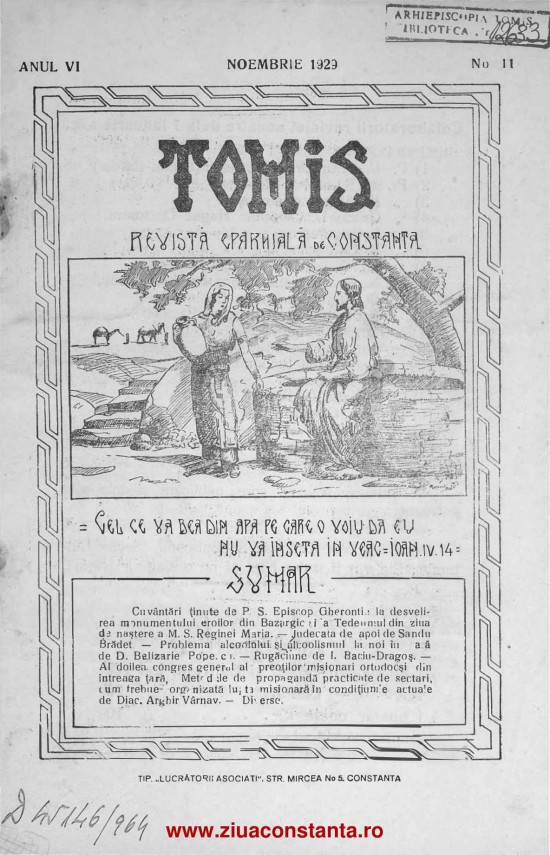 ARHIEPISCOPIA TOMIS
BIBLIOTECA
ANUL VI
NOEMBRIE 1929
No 11
TOMIS
REVISTĂ EPARHIALĂ DE CONSTANȚA
= CEL CE VA BEA DIN APA PE CARE O VOIU DA EU
NU VA ÎNSETA ÎN VEAC = IOAN. IV. 14 =
SUMAR
Cuvântări ținute de P. S. Episcop Gherontie la desveli-
rea monumentului eroilor din Bazargic și la Tedeumul din ziua
de naștere a M. S. Reginei Maria. — Judecata de apoi de Sandu
Brădet — Problema alcoolului și alcoolismul la noi în
de D. Belizarie — Rugăciune de I. Baciu-Dragoș. —
Al doilea congres general al preoților misionari ortodocși din
întreaga țară, Metodele de propagandă practicate de sectari,
cum trebue organizată lupta misionară în condițiunile actuale
de Diac. Arghir Vârnav. — Diverse.
TIP. „LUCRĂTORII ASOCIAȚI". STR. MIRCEA No 5. CONSTANTA
D 45146/964
www.ziuaconstanta.ro